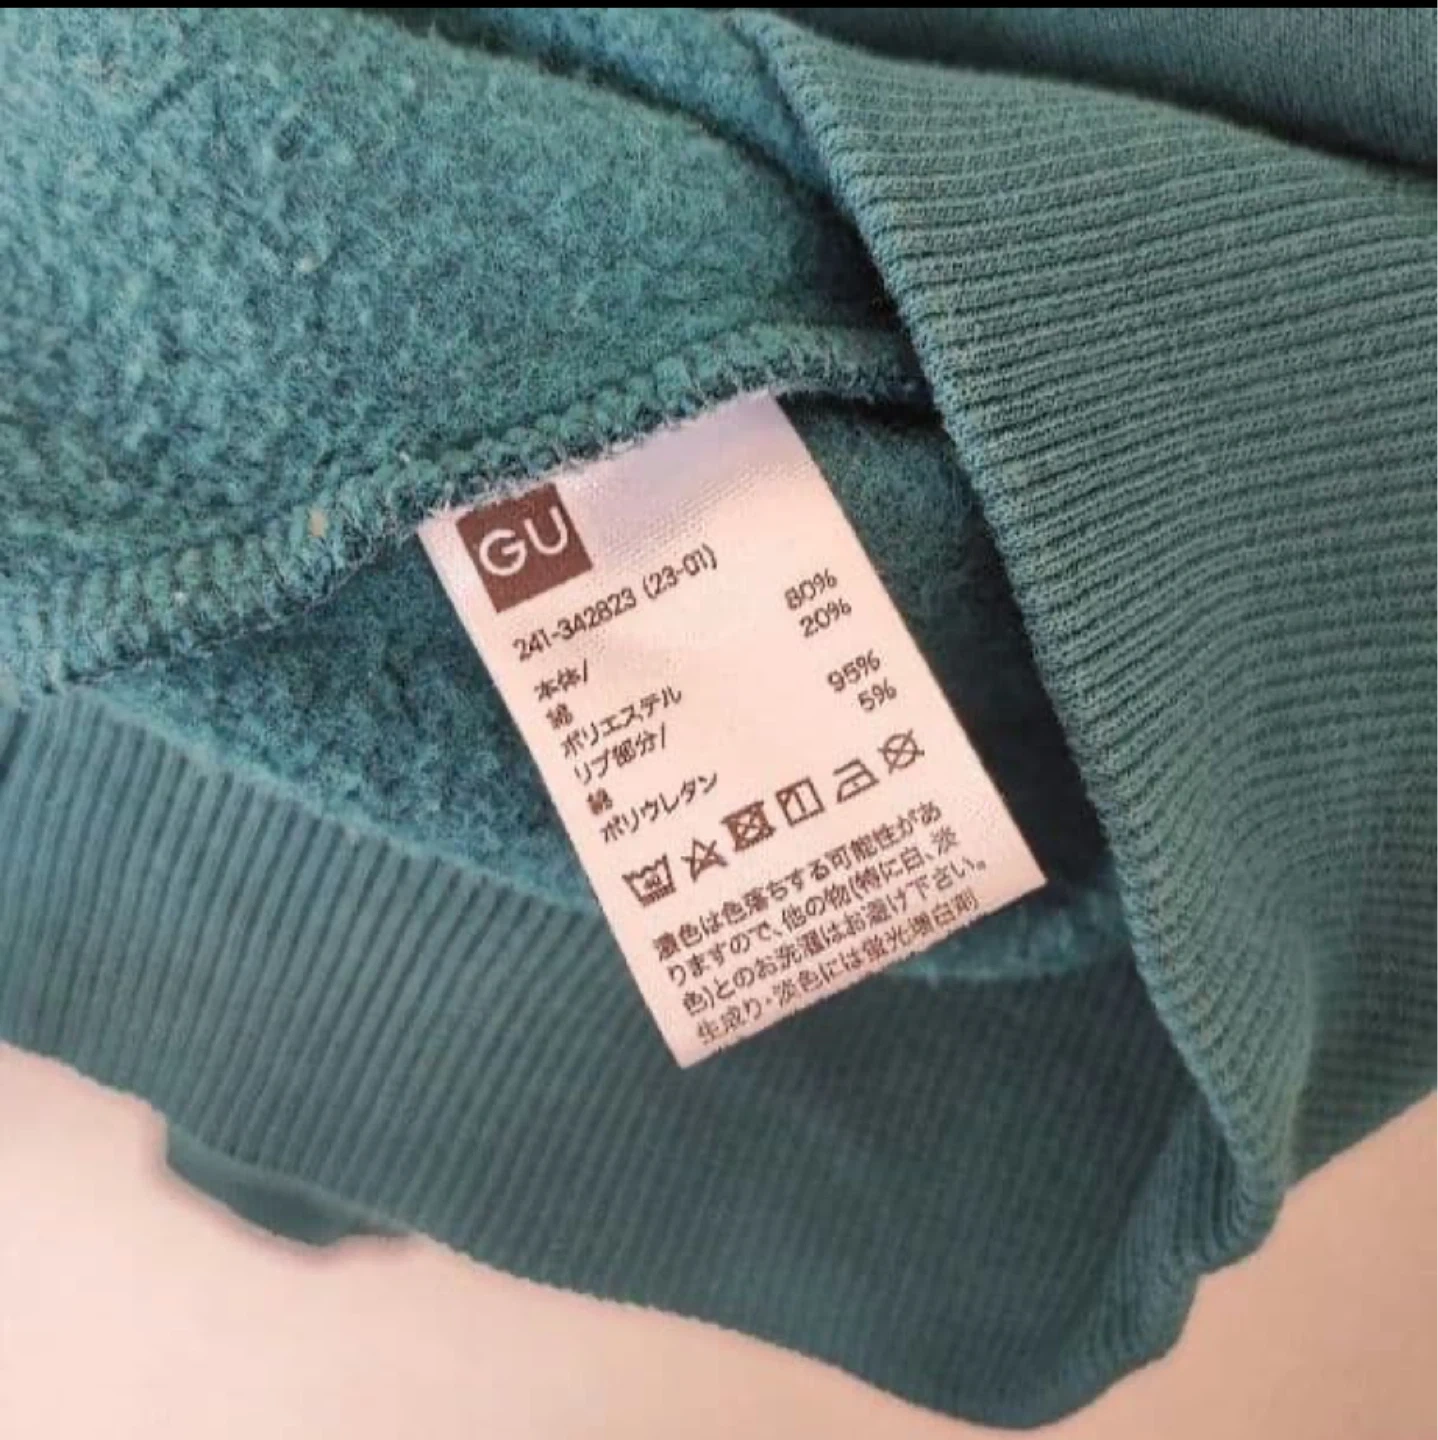 GU
241-342823 (23-01)
本体/
綿 80%
ポリエステル 20%
リブ部分/
綿 95%
ポリウレタン 5%
40
濃色は色落ちする可能性があ
りますので、他の物(特に白、淡
色)とのお洗濯はお避け下さい。
生成り・淡色には蛍光増白剤